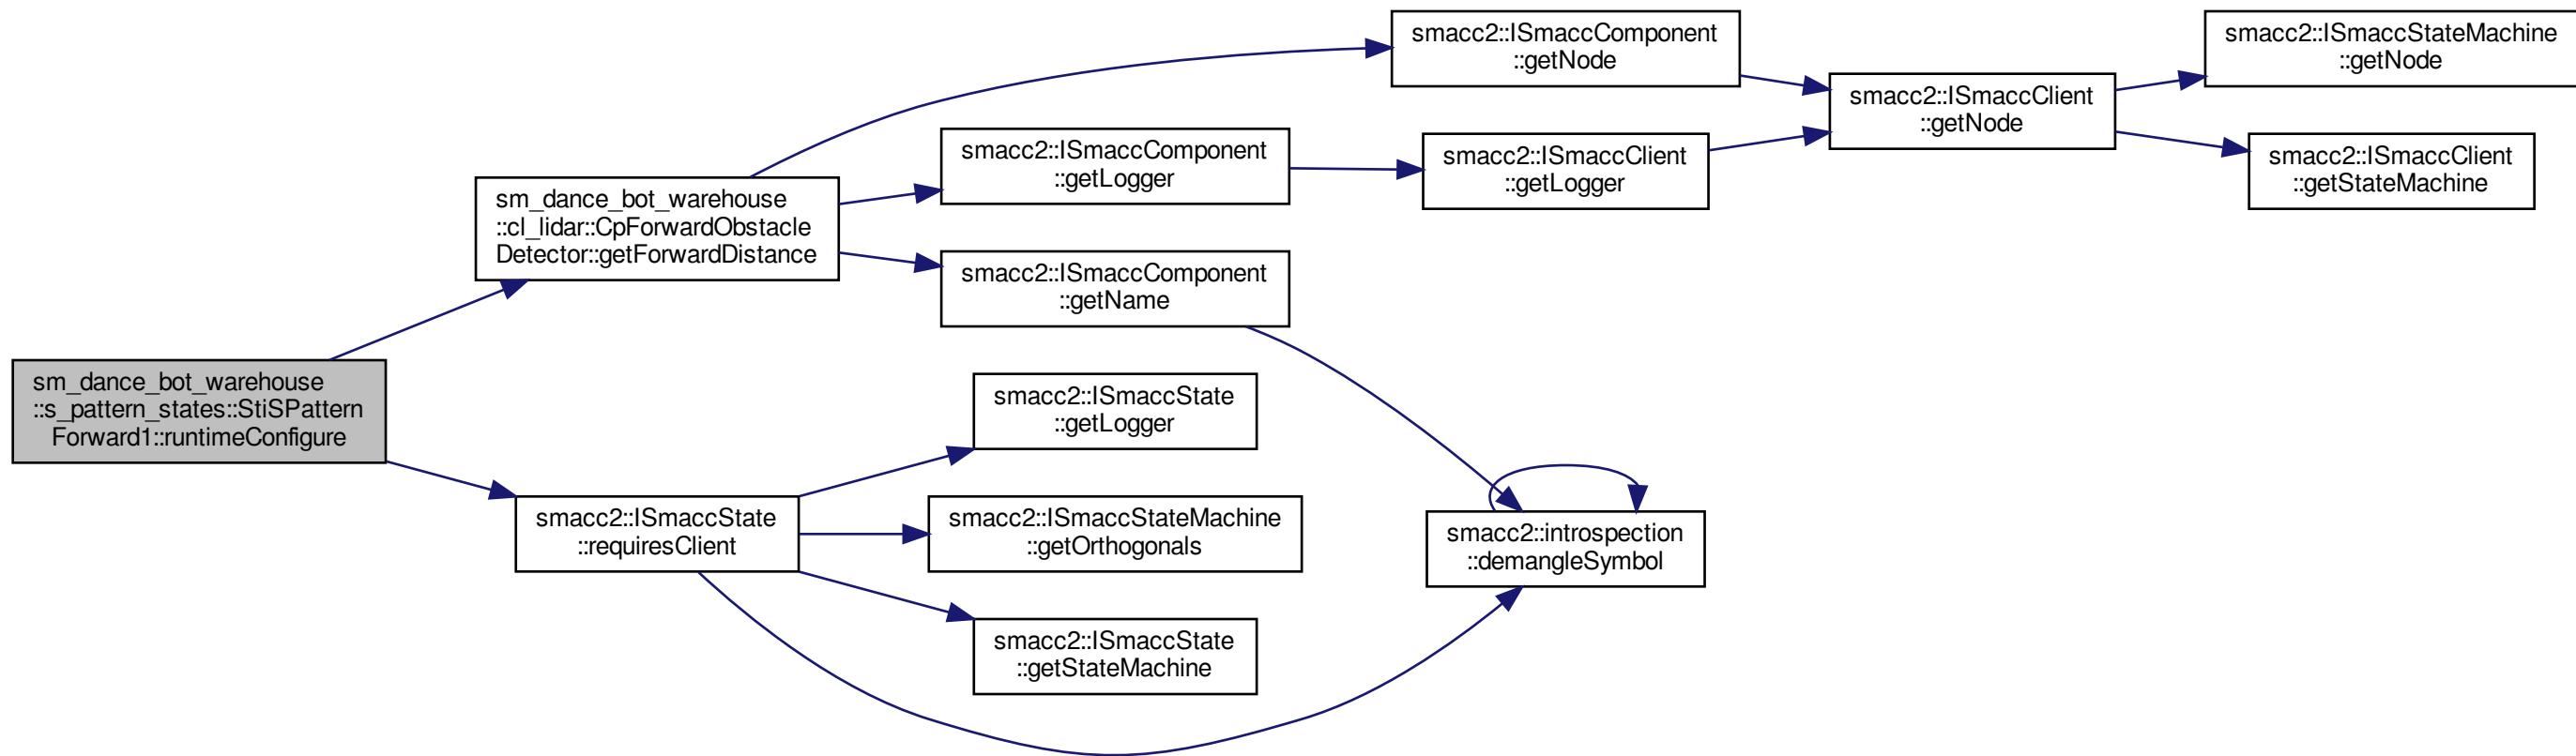 sm_dance_bot_warehouse
::s_pattern_states::StiSPattern
Forward1::runtimeConfigure
sm_dance_bot_warehouse
::cl_lidar::CpForwardObstacle
Detector::getForwardDistance
smacc2::ISmaccState
::requiresClient
smacc2::ISmaccComponent
::getNode
smacc2::ISmaccComponent
::getLogger
smacc2::ISmaccComponent
::getName
smacc2::ISmaccState
::getLogger
smacc2::ISmaccStateMachine
::getOrthogonals
smacc2::ISmaccState
::getStateMachine
smacc2::ISmaccClient
::getLogger
smacc2::introspection
::demangleSymbol
smacc2::ISmaccClient
::getNode
smacc2::ISmaccStateMachine
::getNode
smacc2::ISmaccClient
::getStateMachine